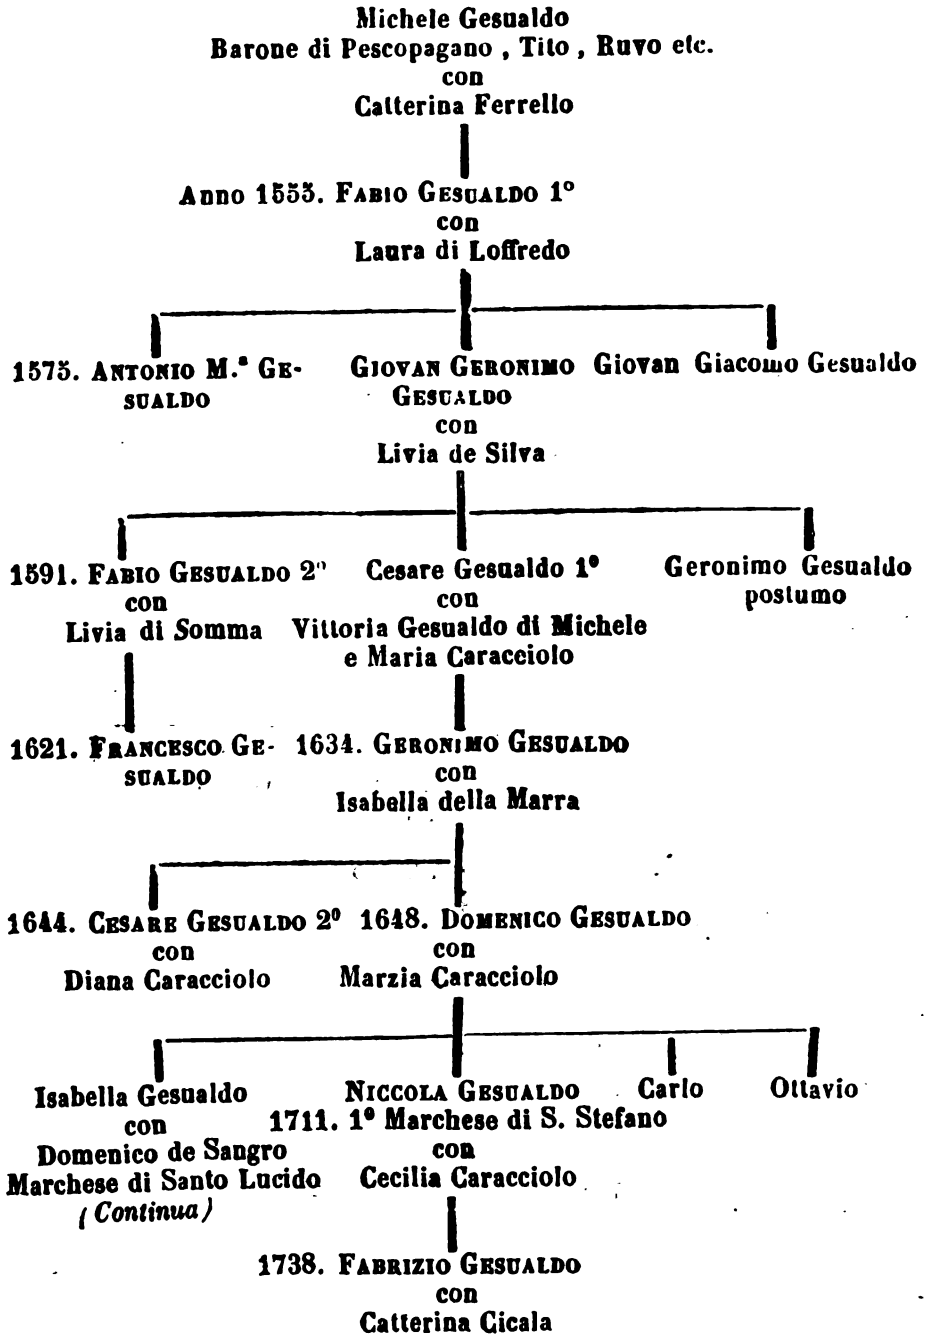 Michele Gesualdo
Barone di Pescopagano , Tito , Ruvo etc.
con
Catterina Ferrello
Anno 1555. FABIO GESUALDO 1º
con
Laura di Loffredo
1575. ANTONIO M.ª GE-
SUALDO
GIOVAN GERONIMO
GESUALDO
con
Livia de Silva
Giovan Giacomo Gesualdo
1591. FABIO GESUALDO 2º
con
Livia di Somma
Cesare Gesualdo 1º
con
Vittoria Gesualdo di Michele
e Maria Caracciolo
Geronimo Gesualdo
postumo
1621. FRANCESCO GE-
SUALDO
1634. GERONIMO GESUALDO
con
Isabella della Marra
1644. CESARE GESUALDO 2º
con
Diana Caracciolo
1648. DOMENICO GESUALDO
con
Marzia Caracciolo
Isabella Gesualdo
con
Domenico de Sangro
Marchese di Santo Lucido
(Continua)
NICCOLA GESUALDO
1711. 1º Marchese di S. Stefano
con
Cecilia Caracciolo
Carlo
Ottavio
1738. FABRIZIO GESUALDO
con
Catterina Cicala